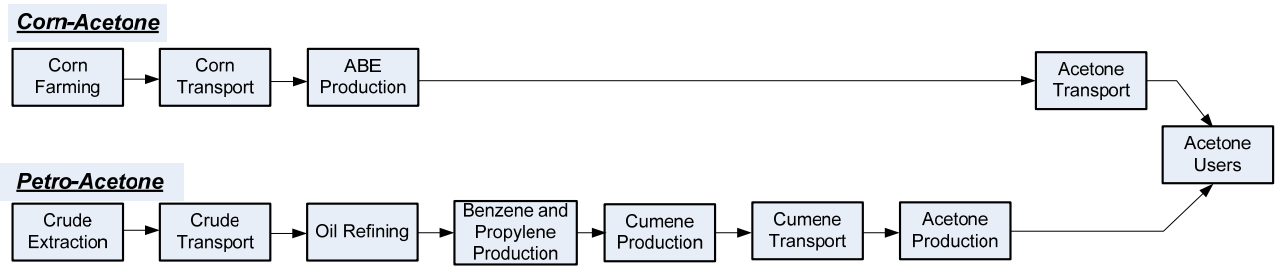 Corn-Acetone
Corn
Farming
Corn
Transport
ABE
Production
Acetone
Transport
Acetone
Users
Petro-Acetone
Crude
Extraction
Crude
Transport
Oil Refining
Benzene and
Propylene
Production
Cumene
Production
Cumene
Transport
Acetone
Production